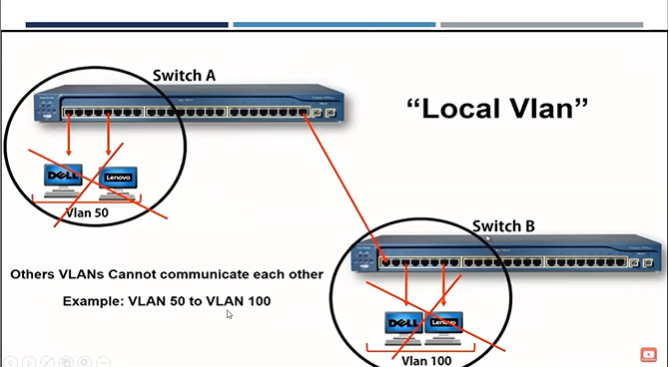 Switch A
“Local Vlan”
DELL
Lenovo
Vlan 50
Switch B
Others VLANs Cannot communicate each other
Example: VLAN 50 to VLAN 100
DELL
Lenovo
Vlan 100